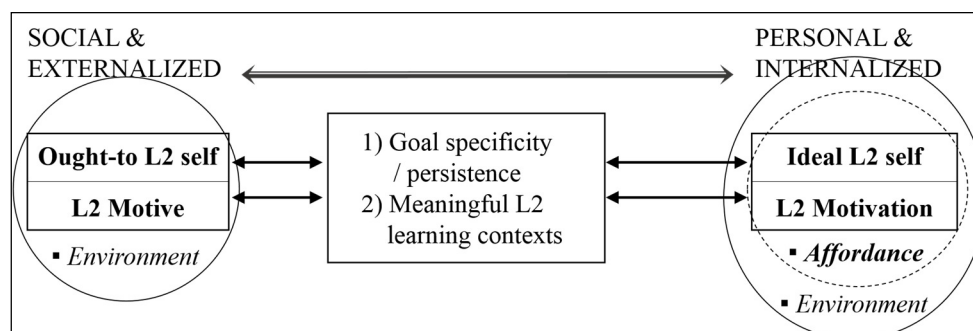 SOCIAL &
EXTERNALIZED
Ought-to L2 self
L2 Motive
▪ Environment
1) Goal specificity
/ persistence
2) Meaningful L2
learning contexts
PERSONAL &
INTERNALIZED
Ideal L2 self
L2 Motivation
▪ Affordance
▪ Environment